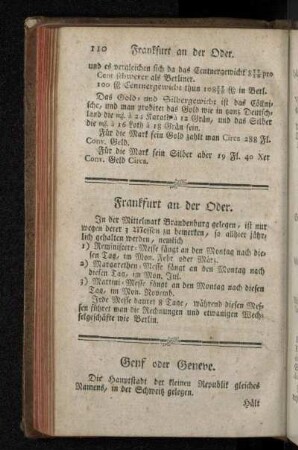 110 Frankfurt an der Oder.
und es vergleichen sich da das Centnergewicht pro
Cent schwerer als Berliner.
100 ℔ Centnergewicht thun 108 ℔ in Berl.
Das Gold- und Silbergewicht ist das Cöllni-
sche, und man probiret das Gold wie in ganz Deutsch-
land die mg. à 24 Karath à 12 Grän, und das Silber
die mg. à 16 Loth à 18 Grän fein.
Für die Mark fein Gold zahlt man Circa 288 Fl.
Conv. Geld.
Für die Mark fein Silber aber 19 Fl. 40 Xer
Conv. Geld Circa.
Frankfurt an der Oder.
In der Mittelmark Brandenburg gelegen, ist nur
wegen derer 3 Messen zu bemerken, so alhier jähr-
lich gehalten werden, nemlich
1) Reminiscere-Messe fängt an den Montag nach die-
sen Tag, im Mon. Febr. oder März.
2) Margarethen-Messe fängt an den Montag nach
diesen Tag, im Mon. Jul.
3) Martini-Messe fängt an den Montag nach diesen
Tag, im Mon. Novemb.
Jede Messe dauret 8 Tage, während diesen Mes-
sen führet man die Rechnungen und etwanigen Wech-
selgeschäfte wie Berlin.
Genf oder Geneve.
Die Hauptstadt der kleinen Republik gleiches
Namens, in der Schweitz gelegen.
Hält